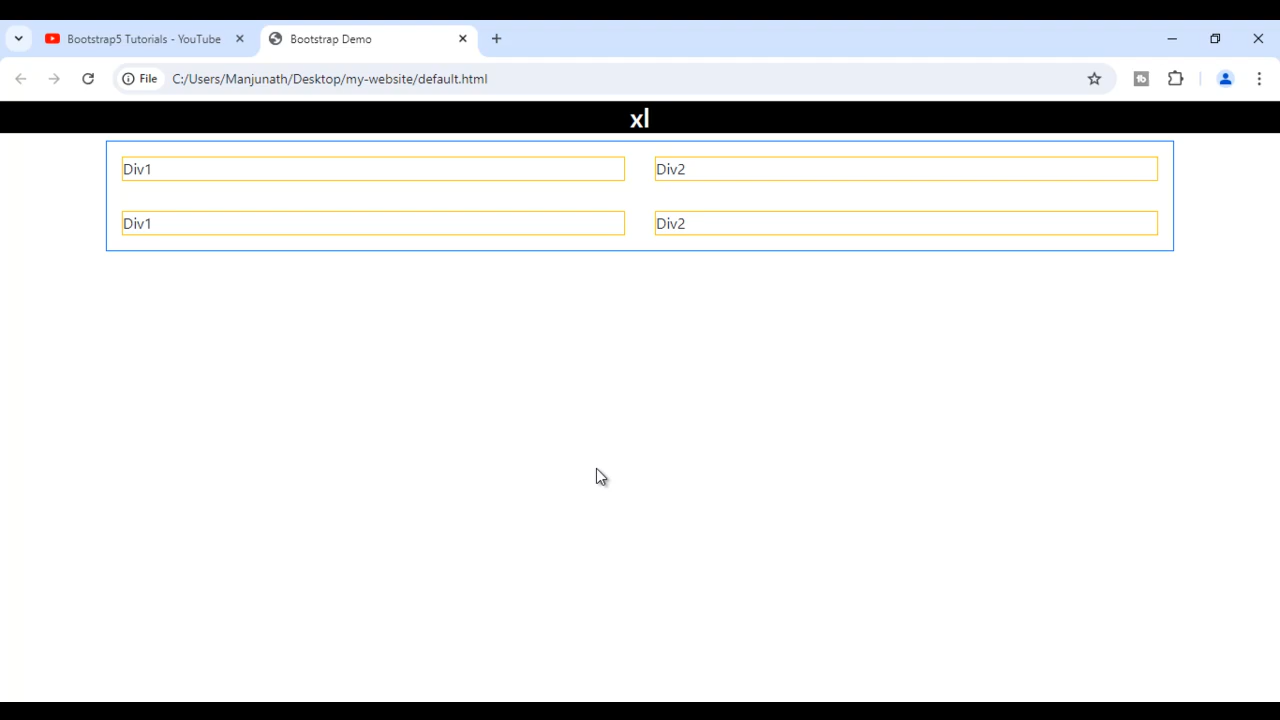 Bootstrap5 Tutorials - YouTube
Bootstrap Demo
File C:/Users/Manjunath/Desktop/my-website/default.html
xl
Div1 Div2
Div1 Div2